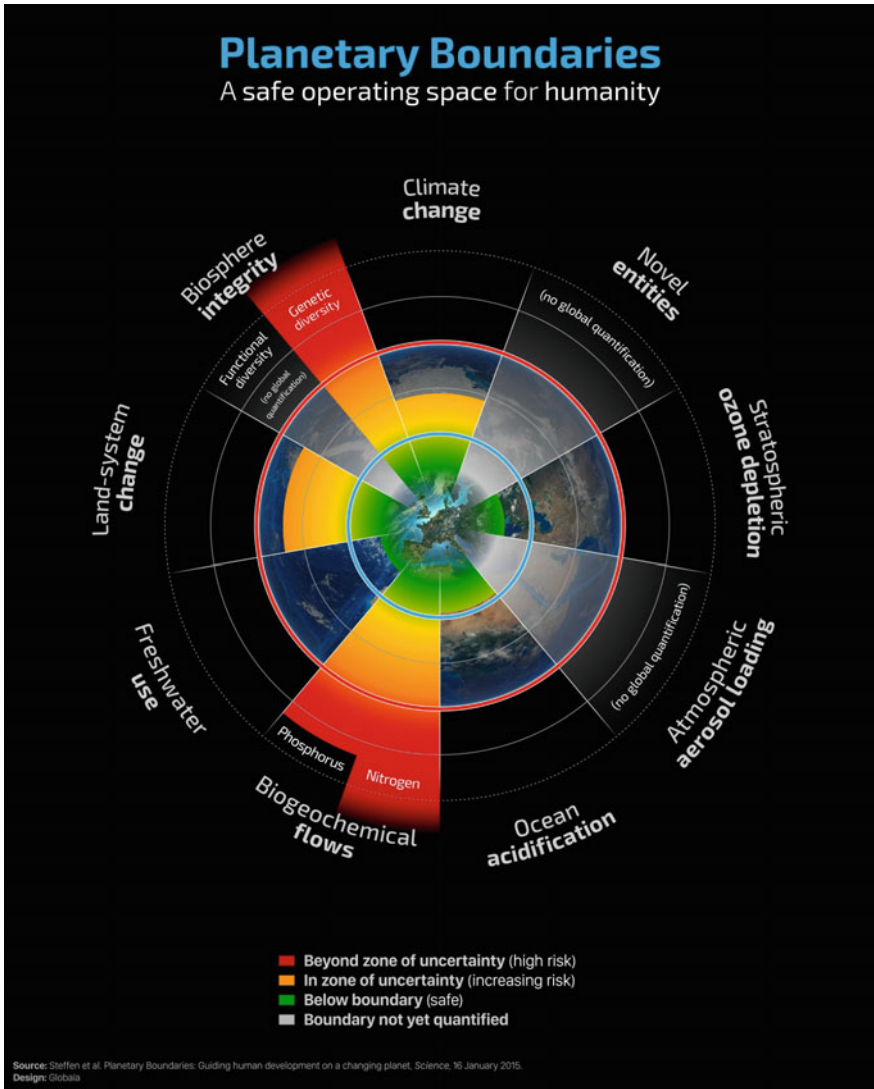 Planetary Boundaries
A safe operating space for humanity
Climate
change
Novel
entities
(no global quantification)
Stratospheric
ozone depletion
Atmospheric
aerosol loading
(no global quantification)
Ocean
acidification
Biogeochemical
flows
Phosphorus
Nitrogen
Freshwater
use
Land-system
change
Biosphere
integrity
Functional
diversity
(no global
quantification)
Genetic
diversity
Beyond zone of uncertainty (high risk)
In zone of uncertainty (increasing risk)
Below boundary (safe)
Boundary not yet quantified
Source: Steffen et al. Planetary Boundaries: Guiding human development on a changing planet, Science, 16 January 2015.
Design: Globaïa